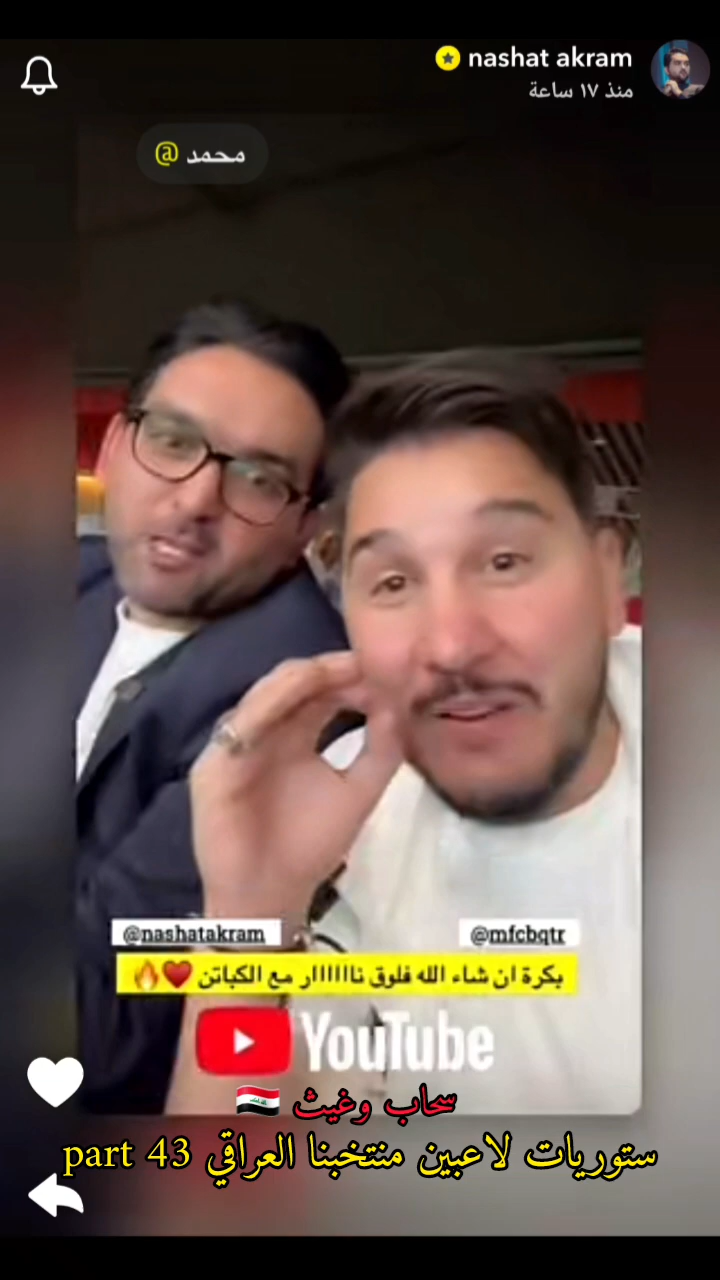 nashat akram
منذ ١٧ ساعة
محمد @
@nashatakram
@mfcbqtr
بكرة ان شاء الله فلوق ناااااار مع الكباتن ♥️🔥
YouTube
سحاب وغيث 🇮🇶
ستوريات لاعبين منتخبنا العراقي part 43